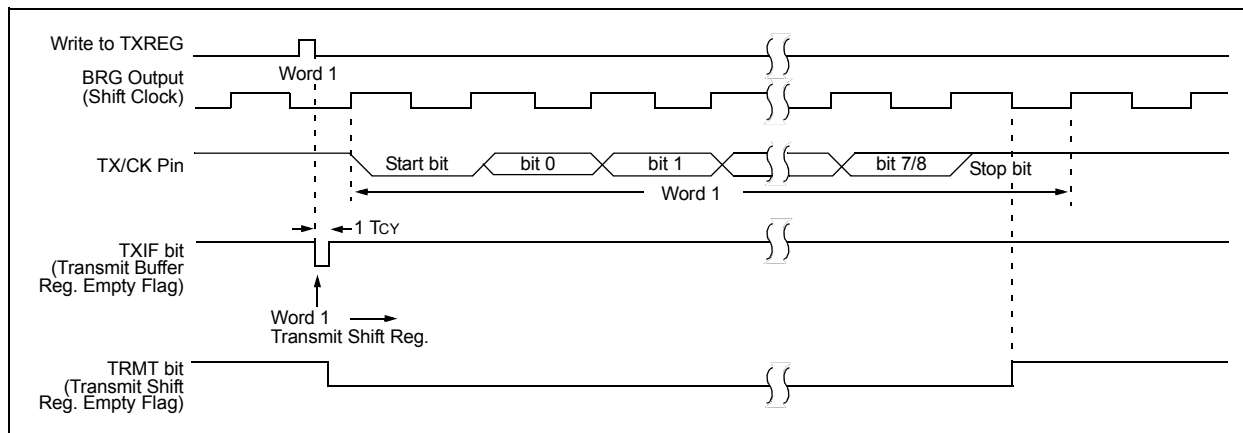 Write to TXREG
Word 1
BRG Output
(Shift Clock)
TX/CK Pin
Start bit
bit 0
bit 1
bit 7/8
Stop bit
Word 1
1 TCY
TXIF bit
(Transmit Buffer
Reg. Empty Flag)
Word 1
Transmit Shift Reg.
TRMT bit
(Transmit Shift
Reg. Empty Flag)